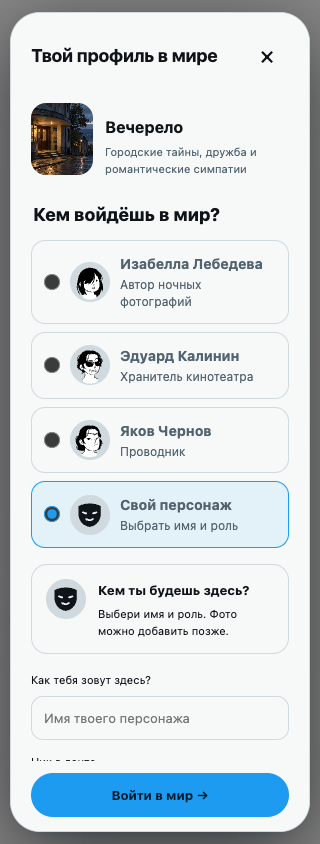 Твой профиль в мире
Вечерело
Городские тайны, дружба и
романтические симпатии
Кем войдёшь в мир?
Изабелла Лебедева
Автор ночных
фотографий
Эдуард Калинин
Хранитель кинотеатра
Яков Чернов
Проводник
Свой персонаж
Выбрать имя и роль
Кем ты будешь здесь?
Выбери имя и роль. Фото
можно добавить позже.
Как тебя зовут здесь?
Имя твоего персонажа
Войти в мир →